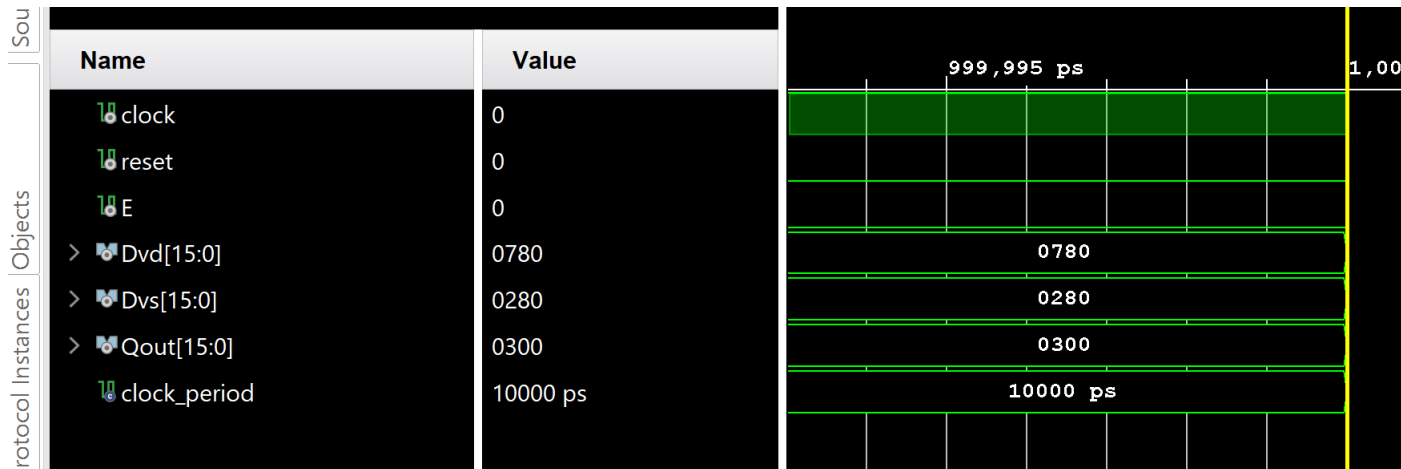 Sou
Objects
rotocol Instances
Name Value
999,995 ps 1,00
clock 0
reset 0
E 0
Dvd[15:0] 0780 0780
Dvs[15:0] 0280 0280
Qout[15:0] 0300 0300
clock_period 10000 ps 10000 ps